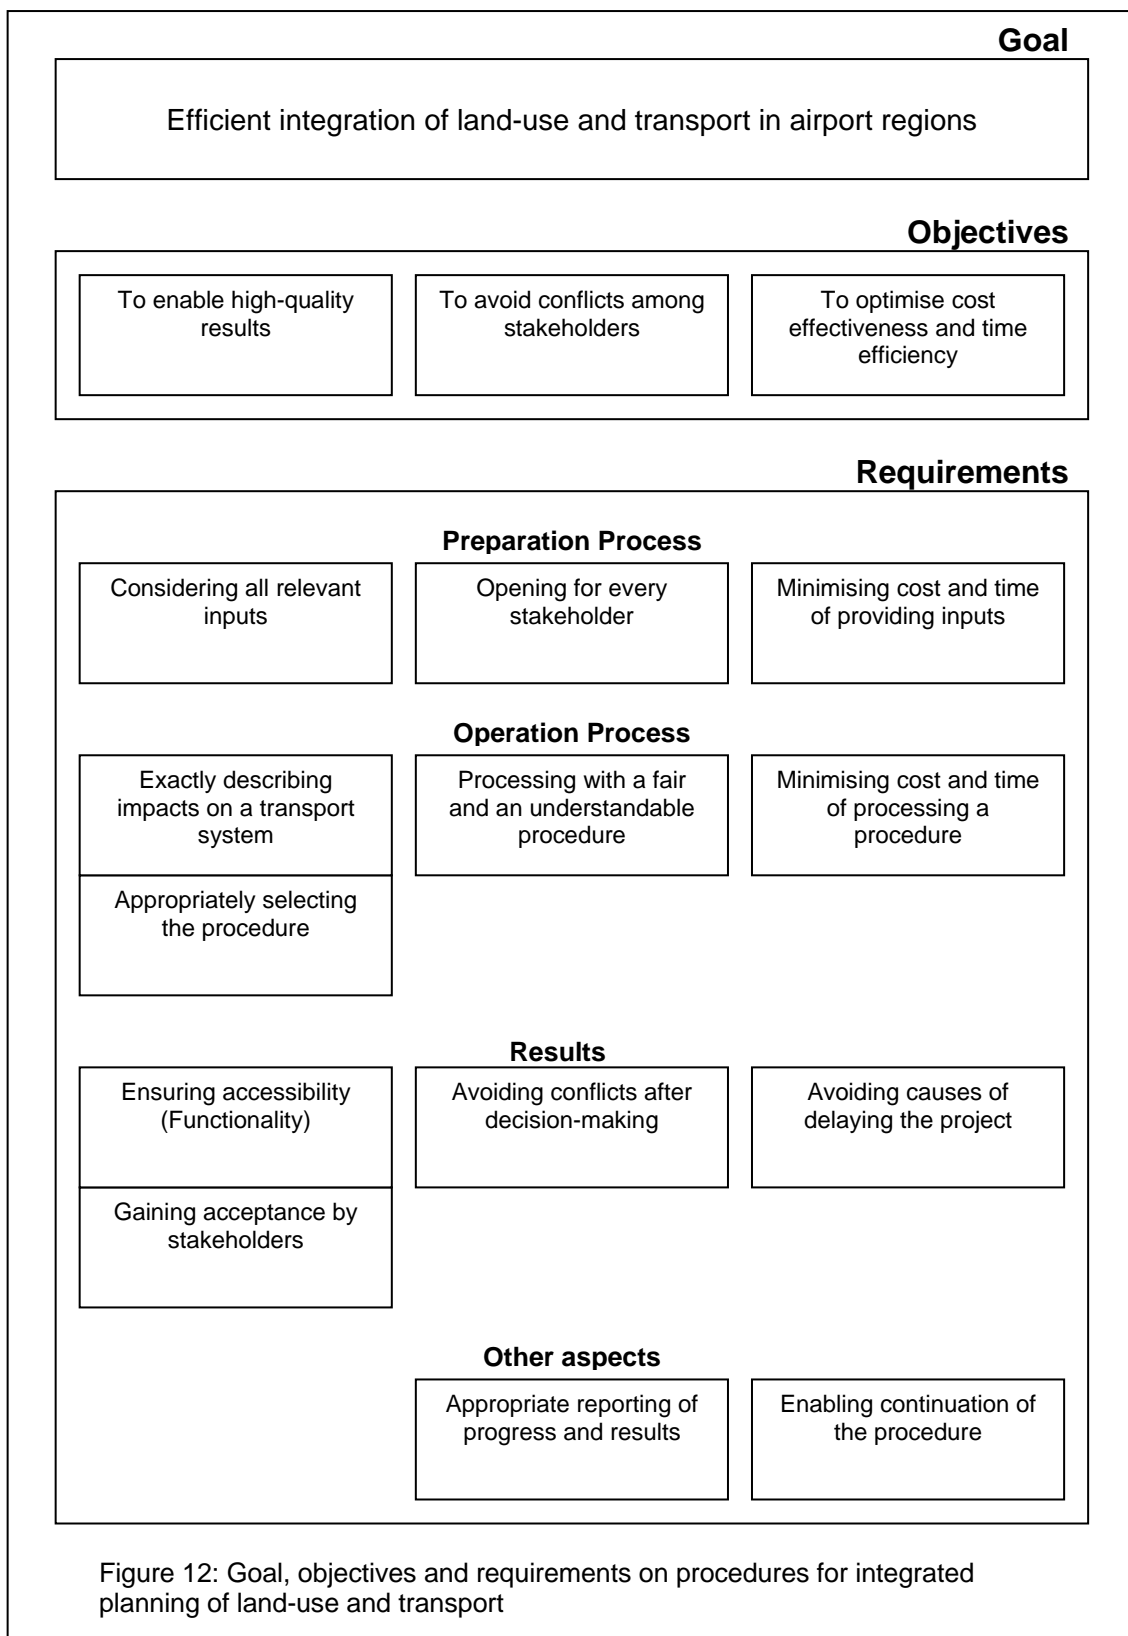 Goal
Efficient integration of land-use and transport in airport regions
Objectives
To enable high-quality
results
To avoid conflicts among
stakeholders
To optimise cost
effectiveness and time
efficiency
Requirements
Preparation Process
Considering all relevant
inputs
Opening for every
stakeholder
Minimising cost and time
of providing inputs
Operation Process
Exactly describing
impacts on a transport
system
Processing with a fair
and an understandable
procedure
Minimising cost and time
of processing a
procedure
Appropriately selecting
the procedure
Results
Ensuring accessibility
(Functionality)
Avoiding conflicts after
decision-making
Avoiding causes of
delaying the project
Gaining acceptance by
stakeholders
Other aspects
Appropriate reporting of
progress and results
Enabling continuation of
the procedure
Figure 12: Goal, objectives and requirements on procedures for integrated
planning of land-use and transport